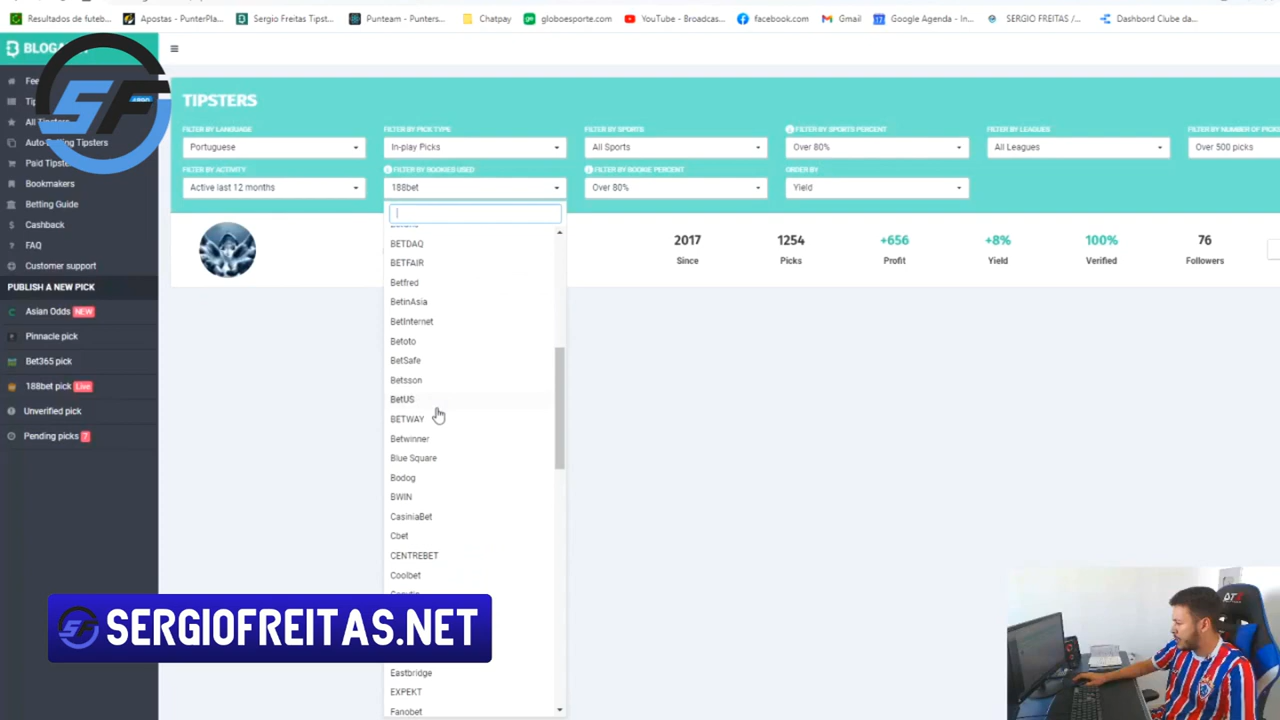 Resultados de futeb...
Apostas - PunterPla...
Sergio Freitas Tipst...
Punteam - Punters...
Chatpay
globoesporte.com
YouTube - Broadcas...
facebook.com
Gmail
Google Agenda - In...
SERGIO FREITAS /...
Dashbord Clube da...
TIPSTERS
FILTER BY LANGUAGE
FILTER BY PICK TYPE
FILTER BY SPORTS
FILTER BY SPORTS PERCENT
FILTER BY LEAGUES
Portuguese
In-play Picks
All Sports
Over 80%
All Leagues
Over 500 picks
FILTER BY ACTIVITY
FILTER BY BOOKIES USED
FILTER BY BOOKIE PERCENT
ORDER BY
Active last 12 months
188bet
Over 80%
Yield
Bookmakers
Betting Guide
Cashback
FAQ
Customer support
PUBLISH A NEW PICK
Asian Odds NEW
Pinnacle pick
Bet365 pick
188bet pick Live
Unverified pick
Pending picks 7
BETDAQ
BETFAIR
Betfred
BetinAsia
BetInternet
Betoto
BetSafe
Betsson
BetUS
BETWAY
Betwinner
Blue Square
Bodog
BWIN
CasiniaBet
Cbet
CENTREBET
Coolbet
Eastbridge
EXPEKT
Fanobet
2017
1254
+656
+8%
100%
76
Since
Picks
Profit
Yield
Verified
Followers
SF
SERGIOFREITAS.NET